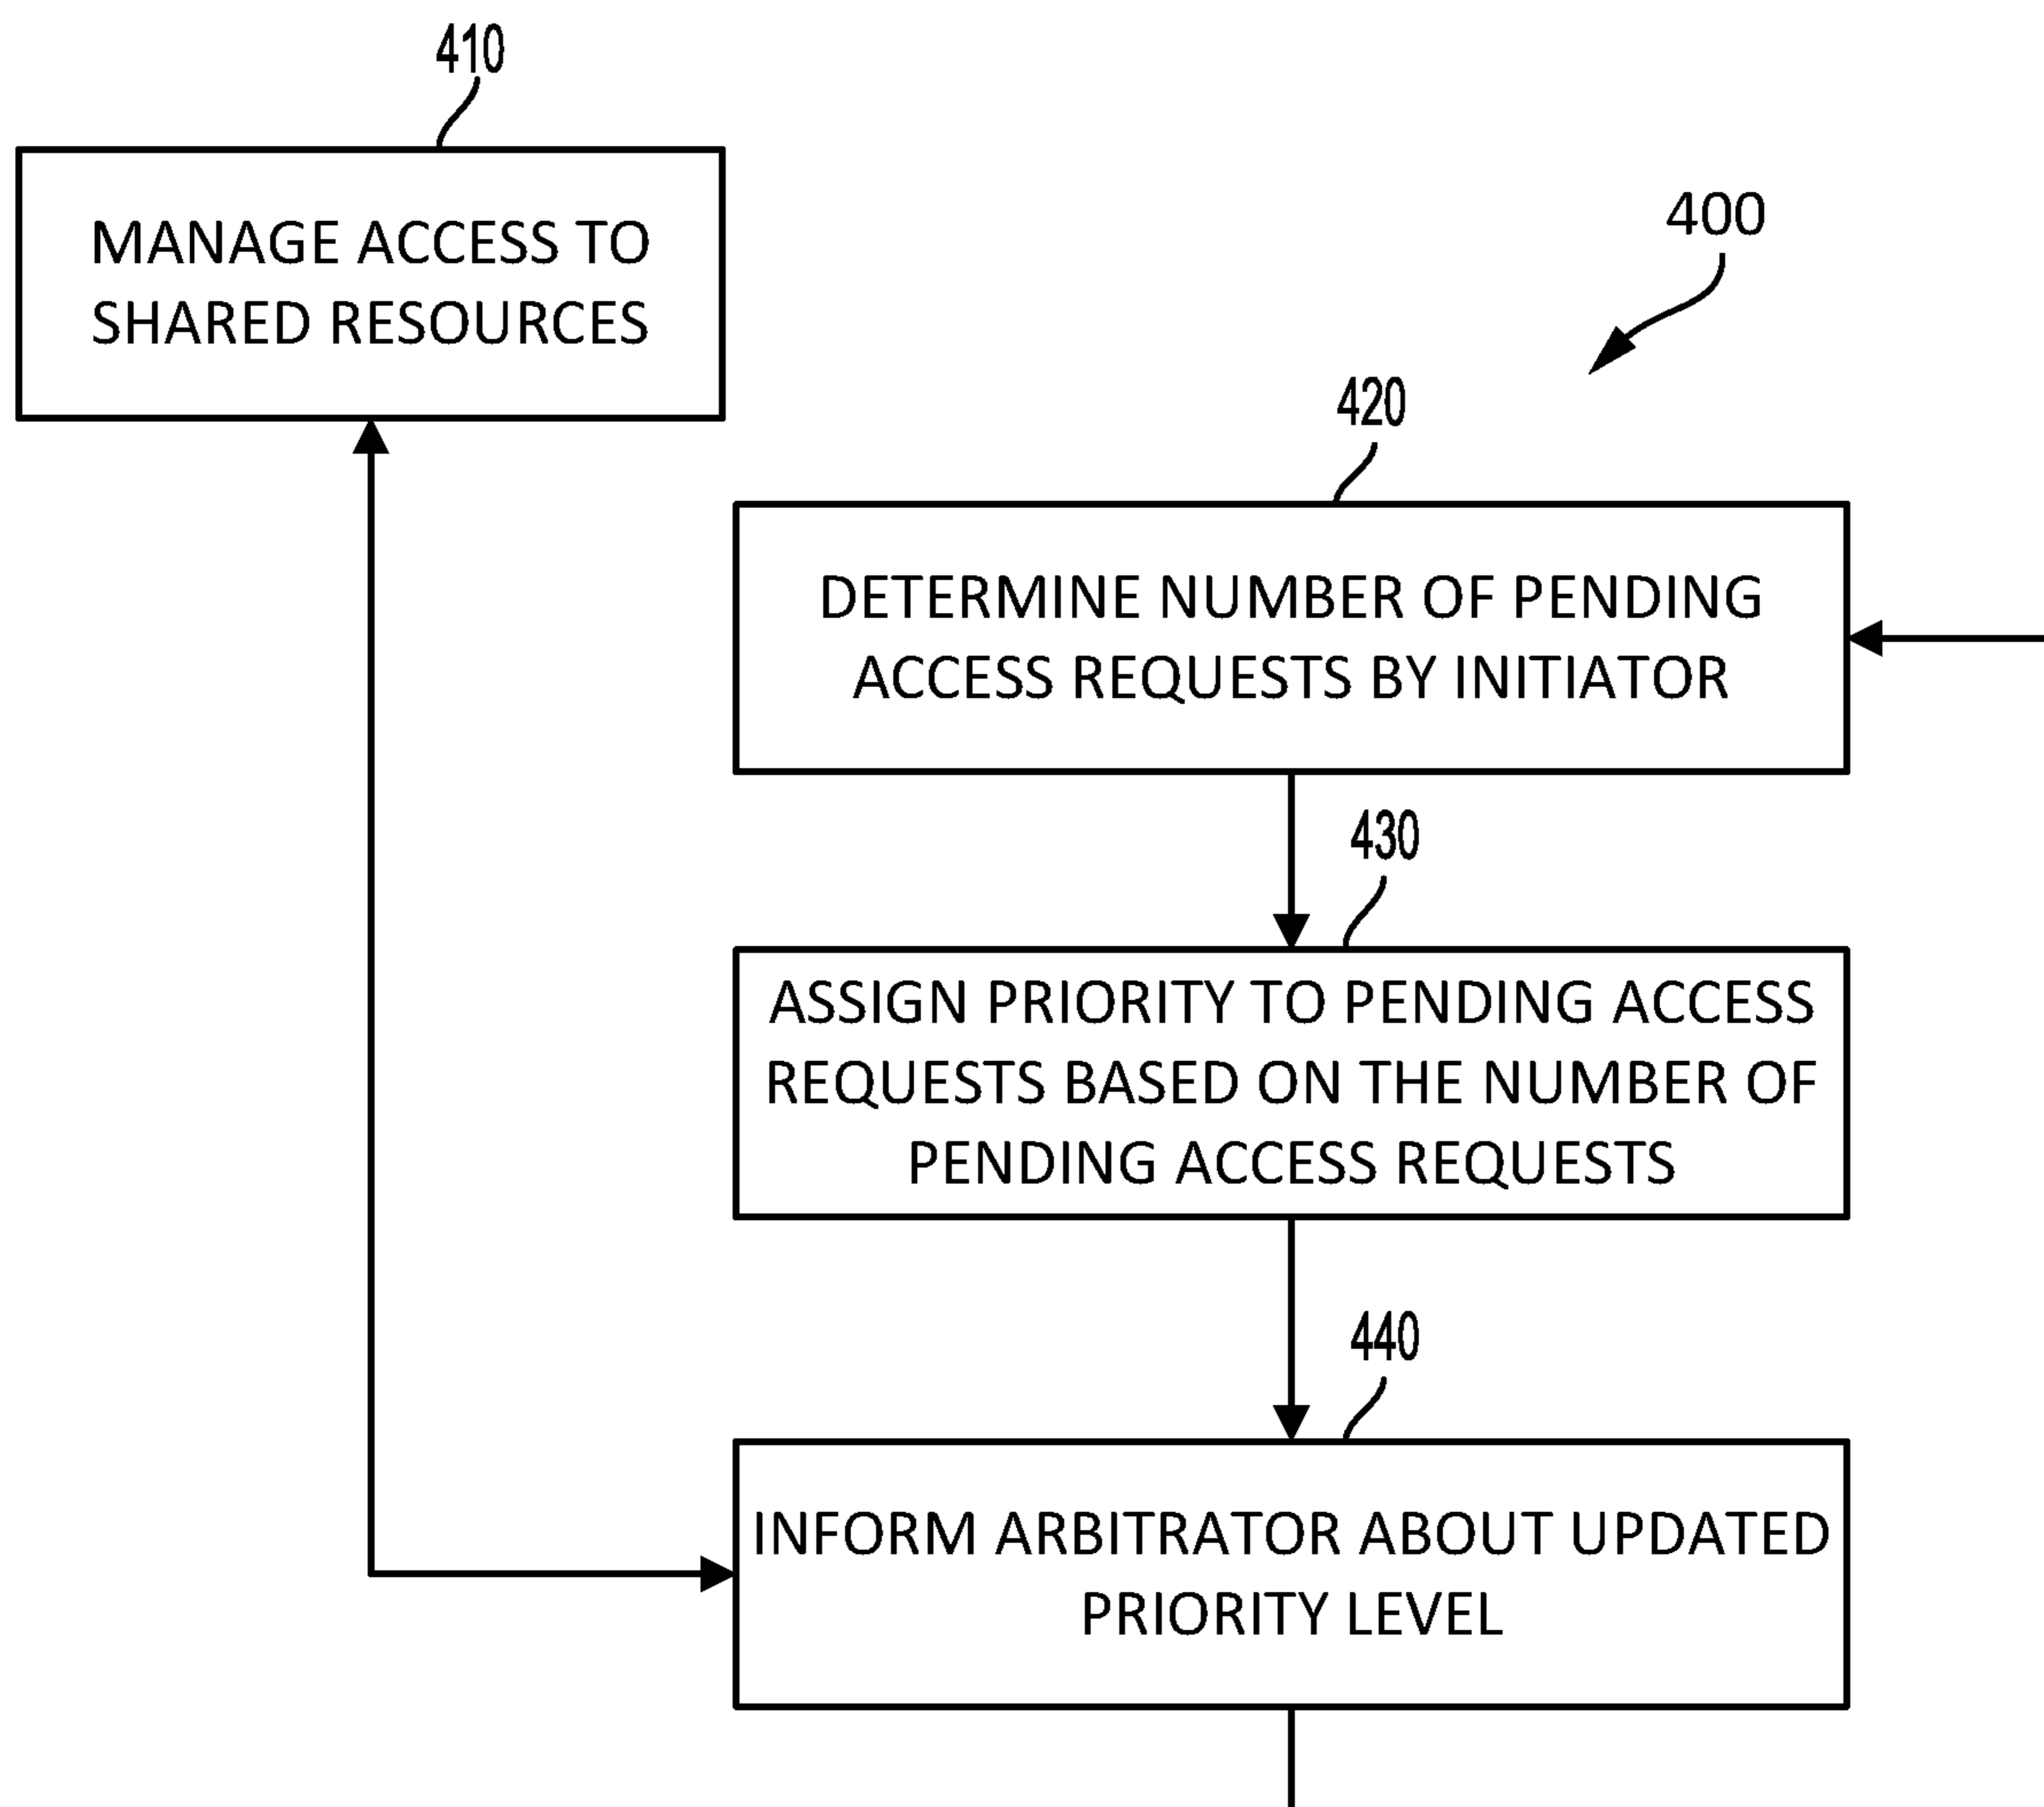 410
MANAGE ACCESS TO
SHARED RESOURCES
400
420
DETERMINE NUMBER OF PENDING
ACCESS REQUESTS BY INITIATOR
430
ASSIGN PRIORITY TO PENDING ACCESS
REQUESTS BASED ON THE NUMBER OF
PENDING ACCESS REQUESTS
440
INFORM ARBITRATOR ABOUT UPDATED
PRIORITY LEVEL